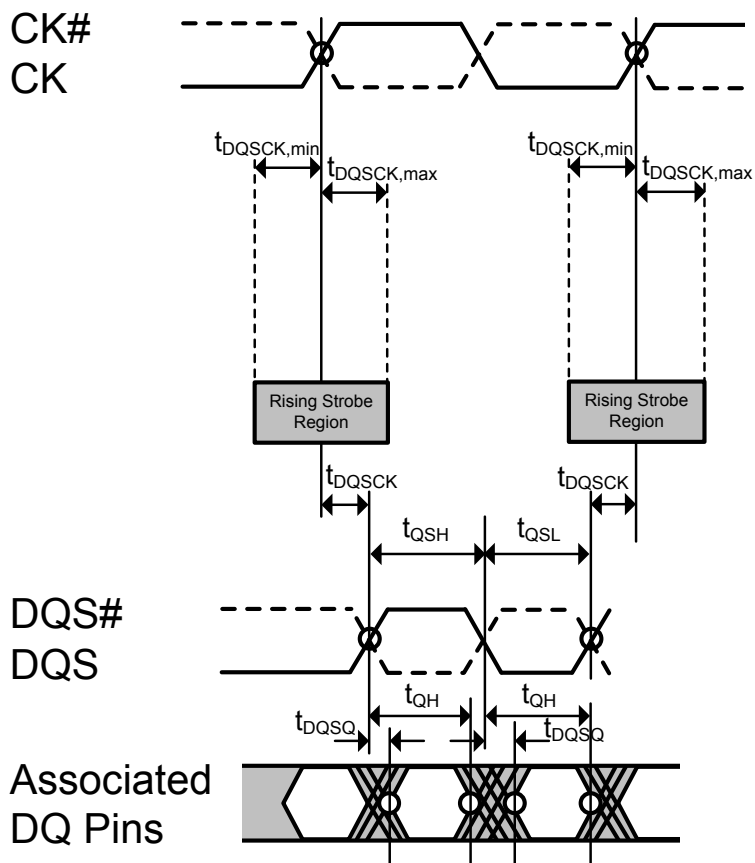 CK#
CK
tDQSCK,min
tDQSCK,max
tDQSCK,min
tDQSCK,max
Rising Strobe
Region
Rising Strobe
Region
tDQSCK
tDQSCK
tQSH
tQSL
DQS#
DQS
tQH
tQH
tDQSQ
tDQSQ
Associated
DQ Pins